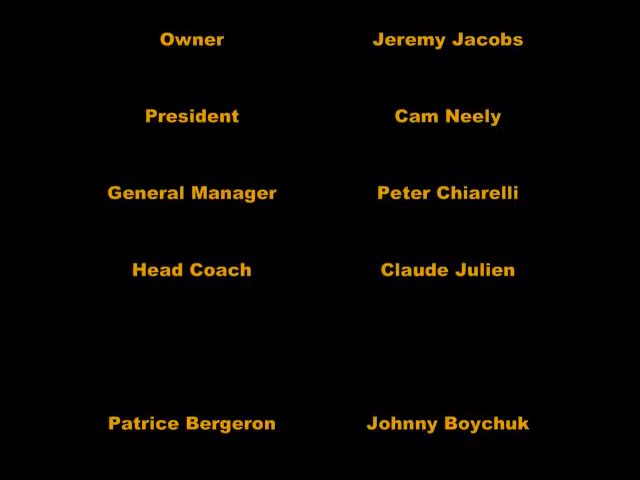 Owner Jeremy Jacobs
President Cam Neely
General Manager Peter Chiarelli
Head Coach Claude Julien
Patrice Bergeron Johnny Boychuk